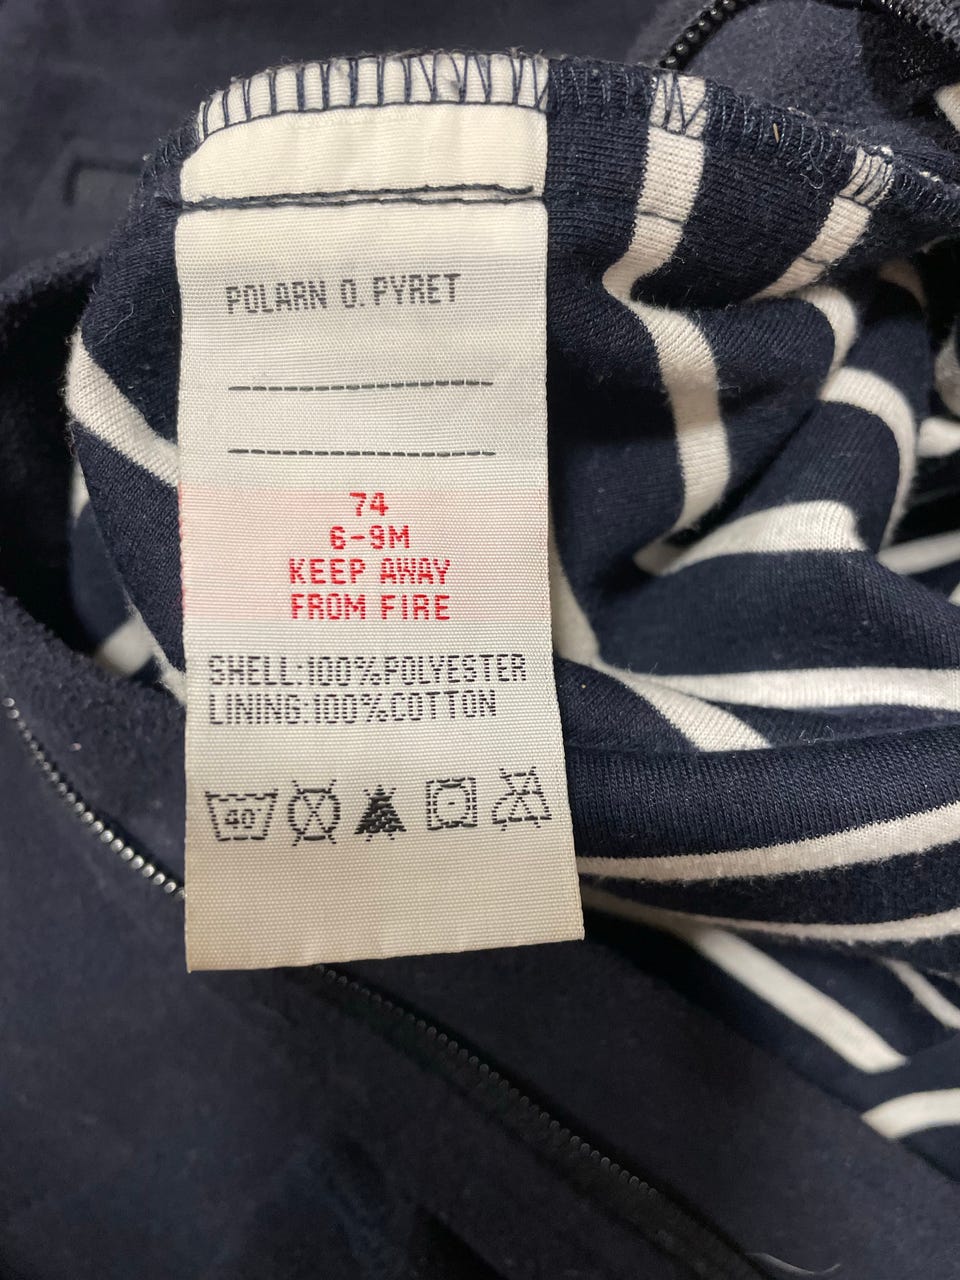 POLARN O. PYRET
74
6-9M
KEEP AWAY
FROM FIRE
SHELL:100%POLYESTER
LINING:100%COTTON
40°